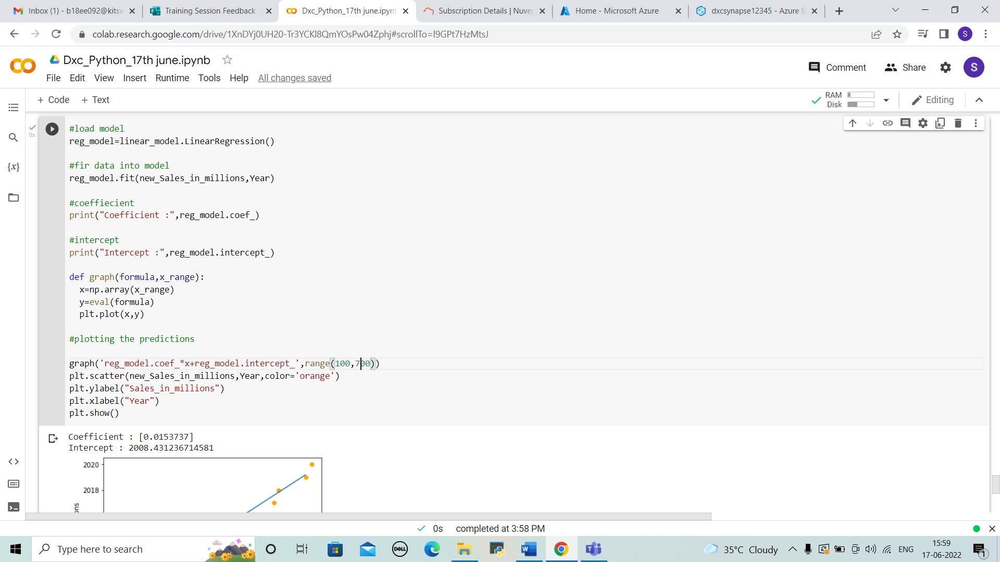 Inbox (1) - b18ee092@kitsw
Training Session Feedback
Dxc_Python_17th june.ipynb
Subscription Details | Nuvep
Home - Microsoft Azure
dxcsynapse12345 - Azure S
colab.research.google.com/drive/1XnDYj0UH20-Tr3YCKl8QmYOsPw04Zphj#scrollTo=l9GPt7HzMtsJ
S
Dxc_Python_17th june.ipynb
Comment
Share
S
File Edit View Insert Runtime Tools Help All changes saved
+ Code + Text
RAM
Disk
Editing
{x}
0s
#load model
reg_model=linear_model.LinearRegression()
#fir data into model
reg_model.fit(new_Sales_in_millions,Year)
#coeffiecient
print("Coefficient :",reg_model.coef_)
#intercept
print("Intercept :",reg_model.intercept_)
def graph(formula,x_range):
x=np.array(x_range)
y=eval(formula)
plt.plot(x,y)
#plotting the predictions
graph('reg_model.coef_*x+reg_model.intercept_',range(100,700))
plt.scatter(new_Sales_in_millions,Year,color='orange')
plt.ylabel("Sales_in_millions")
plt.xlabel("Year")
plt.show()
Coefficient : [0.0153737]
Intercept : 2008.431236714581
2020
2018
ons
0s completed at 3:58 PM
Type here to search
DELL
W
T
35°C Cloudy
ENG
15:59
17-06-2022
1